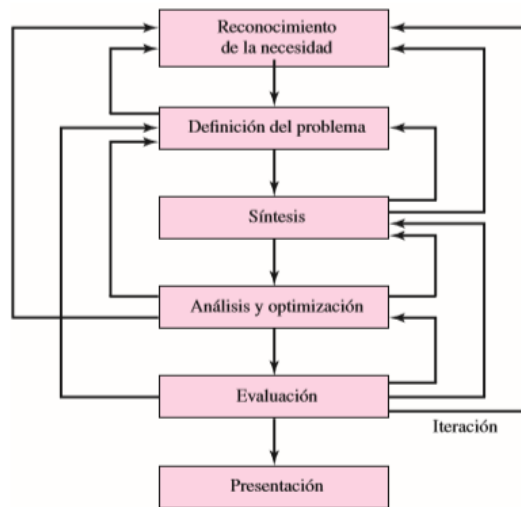 Reconocimiento
de la necesidad
Definición del problema
Síntesis
Análisis y optimización
Evaluación
Iteración
Presentación